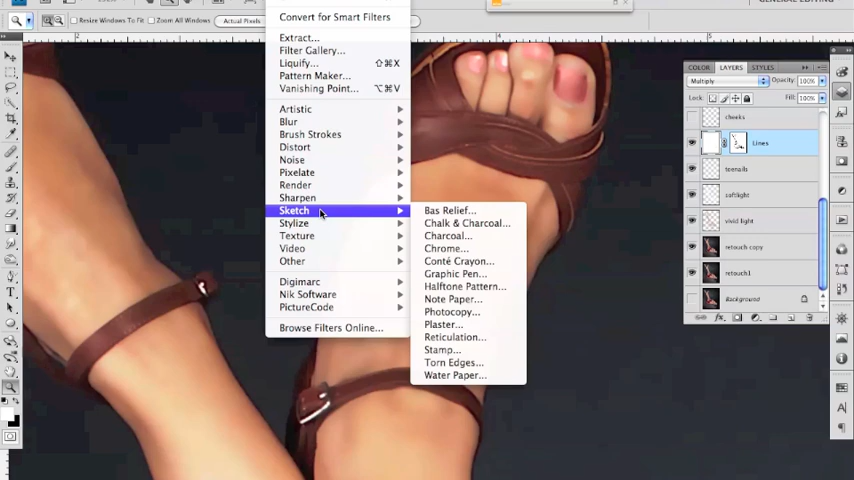 GENERAL EDITING
Resize Windows To Fit
Zoom All Windows
Actual Pixels
2
4
Convert for Smart Filters
Extract...
Filter Gallery...
Liquify... ⇧⌘X
Pattern Maker...
Vanishing Point... ⌥⌘V
Artistic
Blur
Brush Strokes
Distort
Noise
Pixelate
Render
Sharpen
Sketch
Stylize
Texture
Video
Other
Digimarc
Nik Software
PictureCode
Browse Filters Online...
Bas Relief...
Chalk & Charcoal...
Charcoal...
Chrome...
Conté Crayon...
Graphic Pen...
Halftone Pattern...
Note Paper...
Photocopy...
Plaster...
Reticulation...
Stamp...
Torn Edges...
Water Paper...
COLOR LAYERS STYLES
Multiply Opacity: 100%
Lock: Fill: 100%
cheeks
Lines
toenails
softlight
vivid light
retouch copy
retouch1
Background